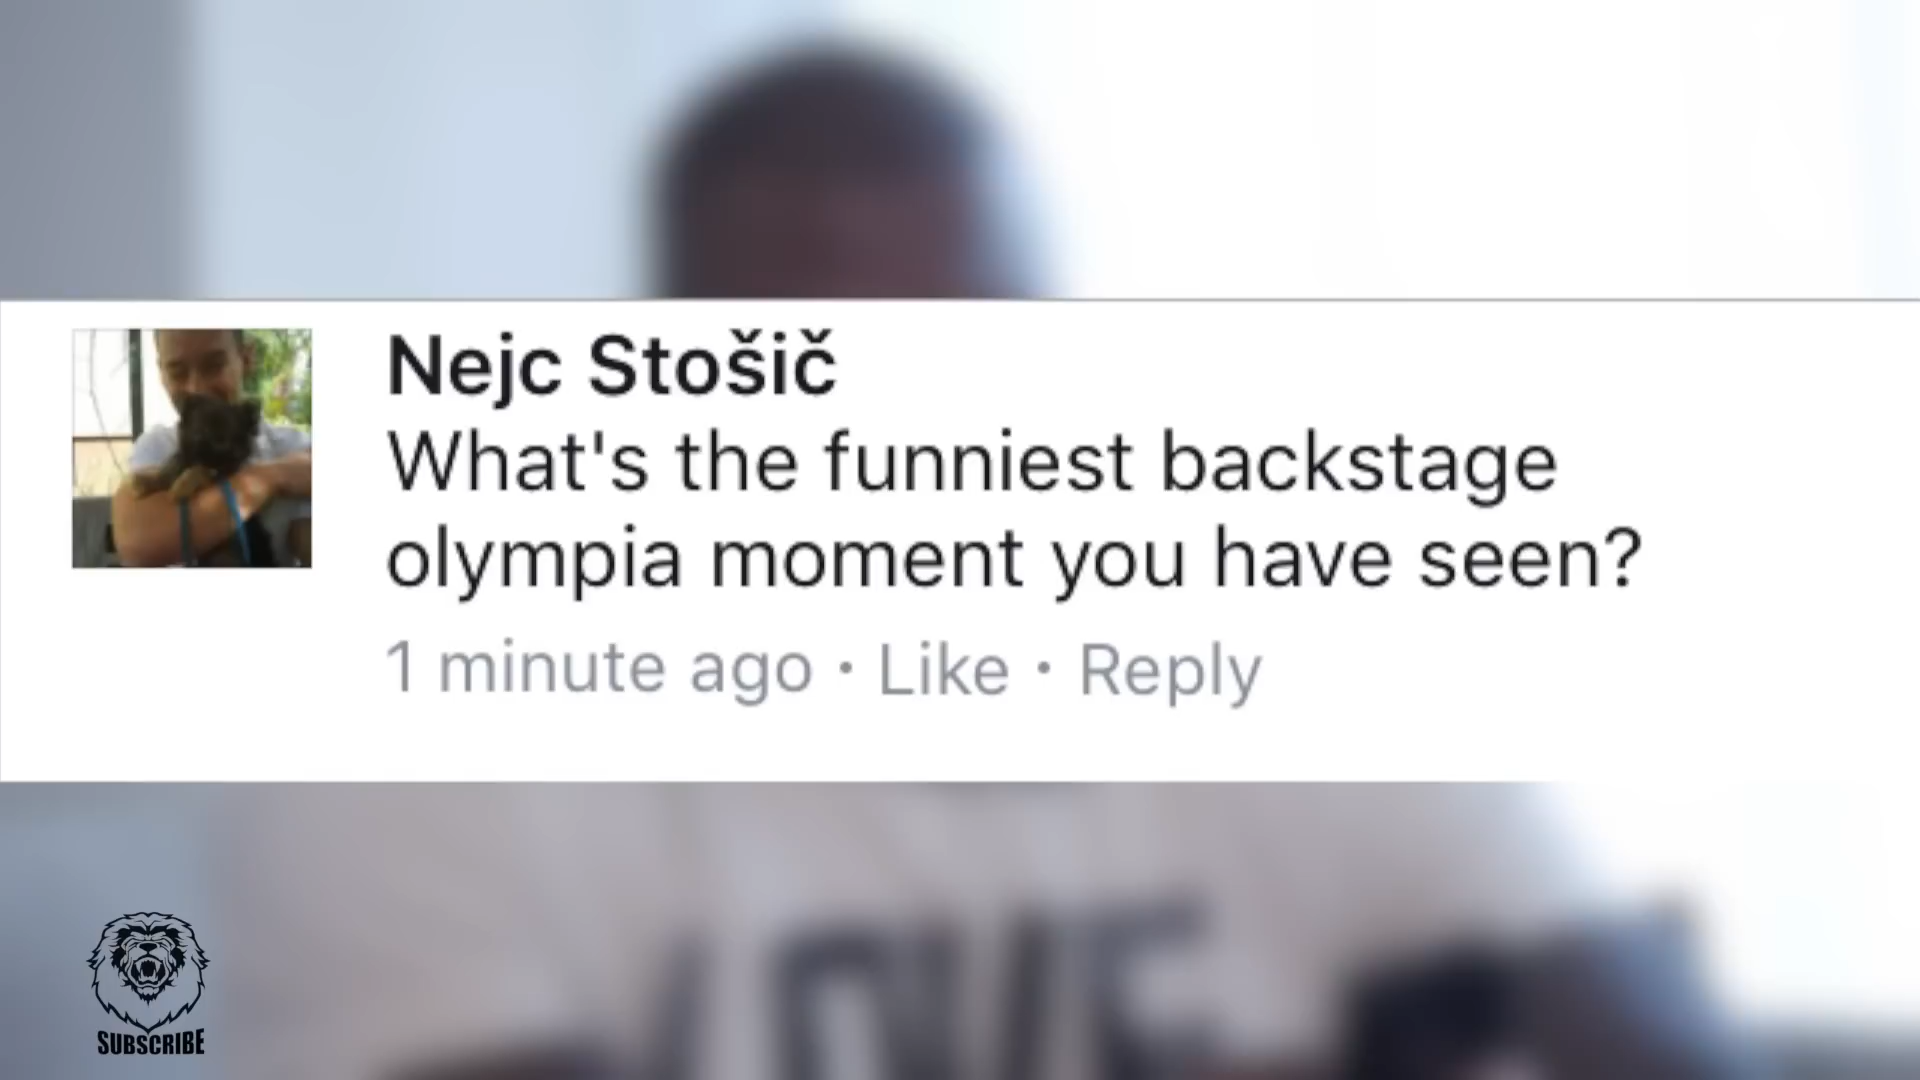 Nejc Stošič
What's the funniest backstage
olympia moment you have seen?
1 minute ago · Like · Reply
SUBSCRIBE